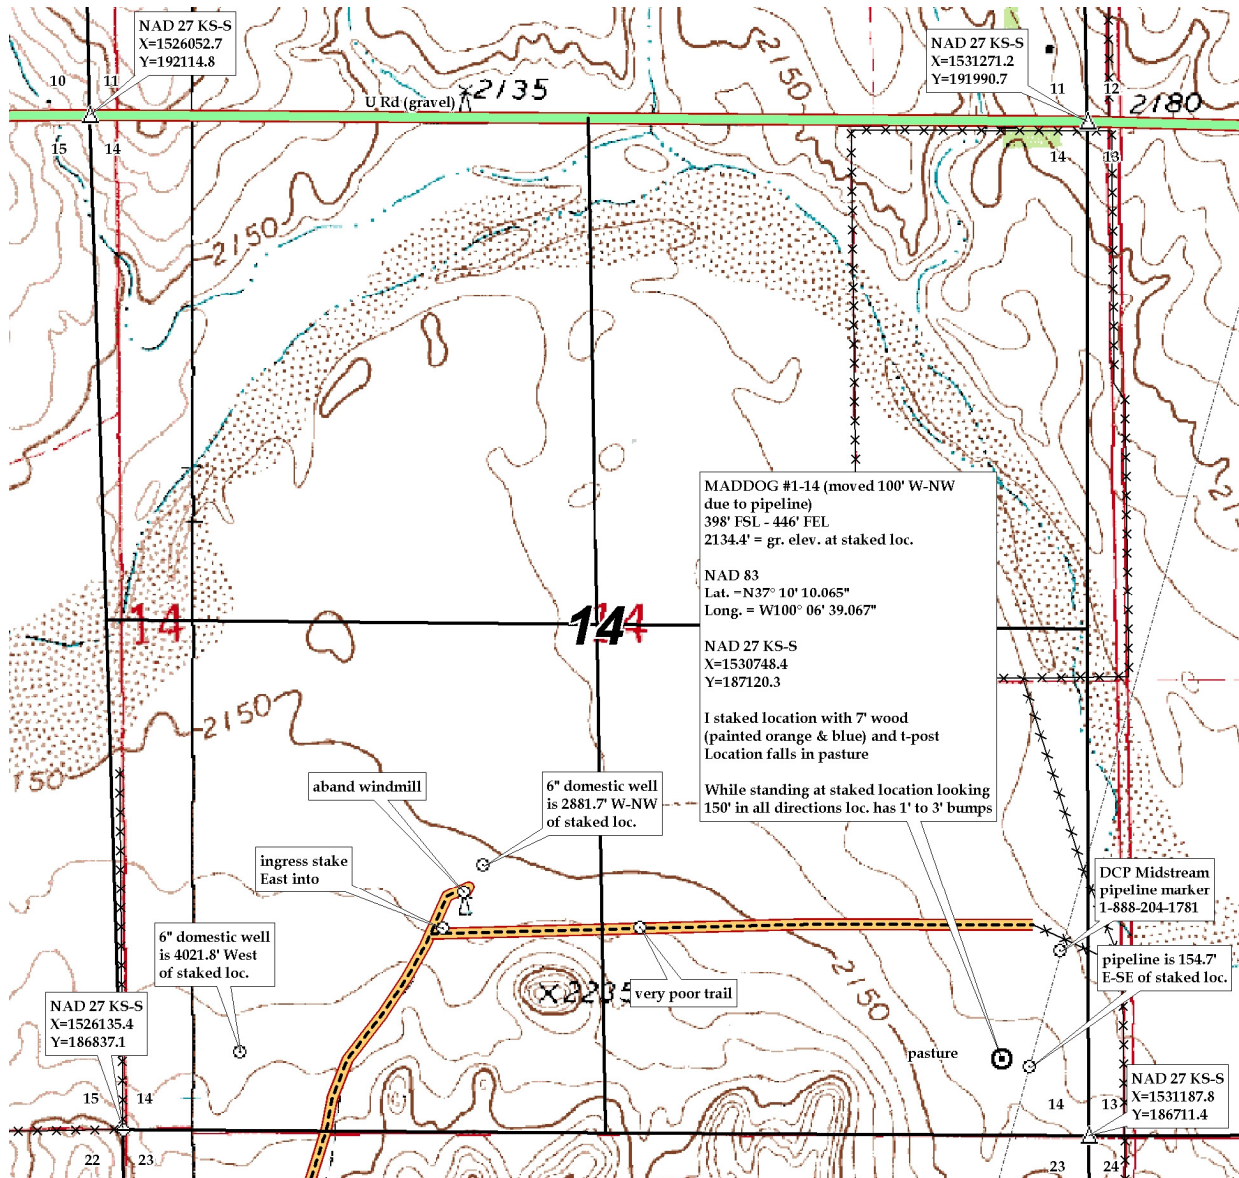 NAD 27 KS-S
X=1526052.7
Y=192114.8
NAD 27 KS-S
X=1531271.2
Y=191990.7
10 11
15 14
U Rd (gravel)
2135
2150
11 12
2180
14 13
2150
MADDOG #1-14 (moved 100' W-NW
due to pipeline)
398' FSL - 446' FEL
2134.4' = gr. elev. at staked loc.
NAD 83
Lat. =N37° 10' 10.065"
Long. = W100° 06' 39.067"
NAD 27 KS-S
X=1530748.4
Y=187120.3
I staked location with 7' wood
(painted orange & blue) and t-post
Location falls in pasture
While standing at staked location looking
150' in all directions loc. has 1' to 3' bumps
14
14
14
2150
150
aband windmill
6" domestic well
is 2881.7' W-NW
of staked loc.
ingress stake
East into
6" domestic well
is 4021.8' West
of staked loc.
DCP Midstream
pipeline marker
1-888-204-1781
pipeline is 154.7'
E-SE of staked loc.
2235
very poor trail
2150
pasture
NAD 27 KS-S
X=1526135.4
Y=186837.1
NAD 27 KS-S
X=1531187.8
Y=186711.4
15 14
22 23
14 13
23 24